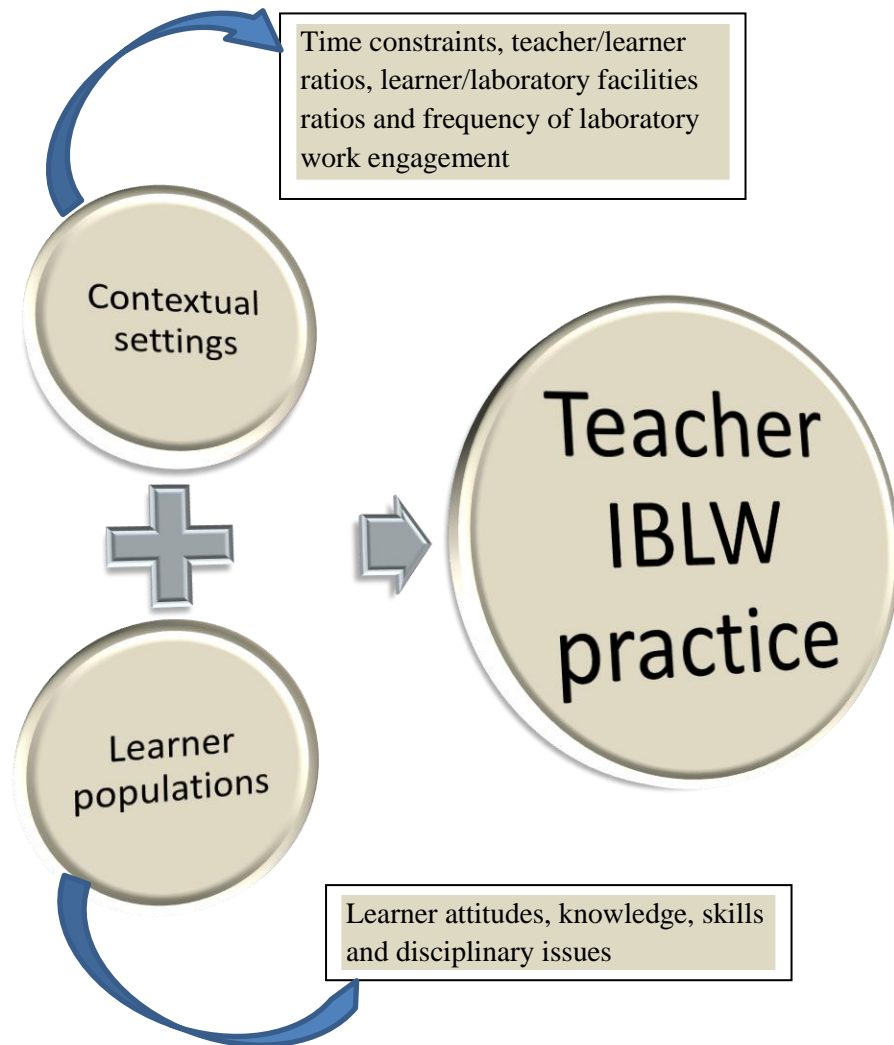 Time constraints, teacher/learner
ratios, learner/laboratory facilities
ratios and frequency of laboratory
work engagement
Contextual
settings
Teacher
IBLW
practice
Learner
populations
Learner attitudes, knowledge, skills
and disciplinary issues